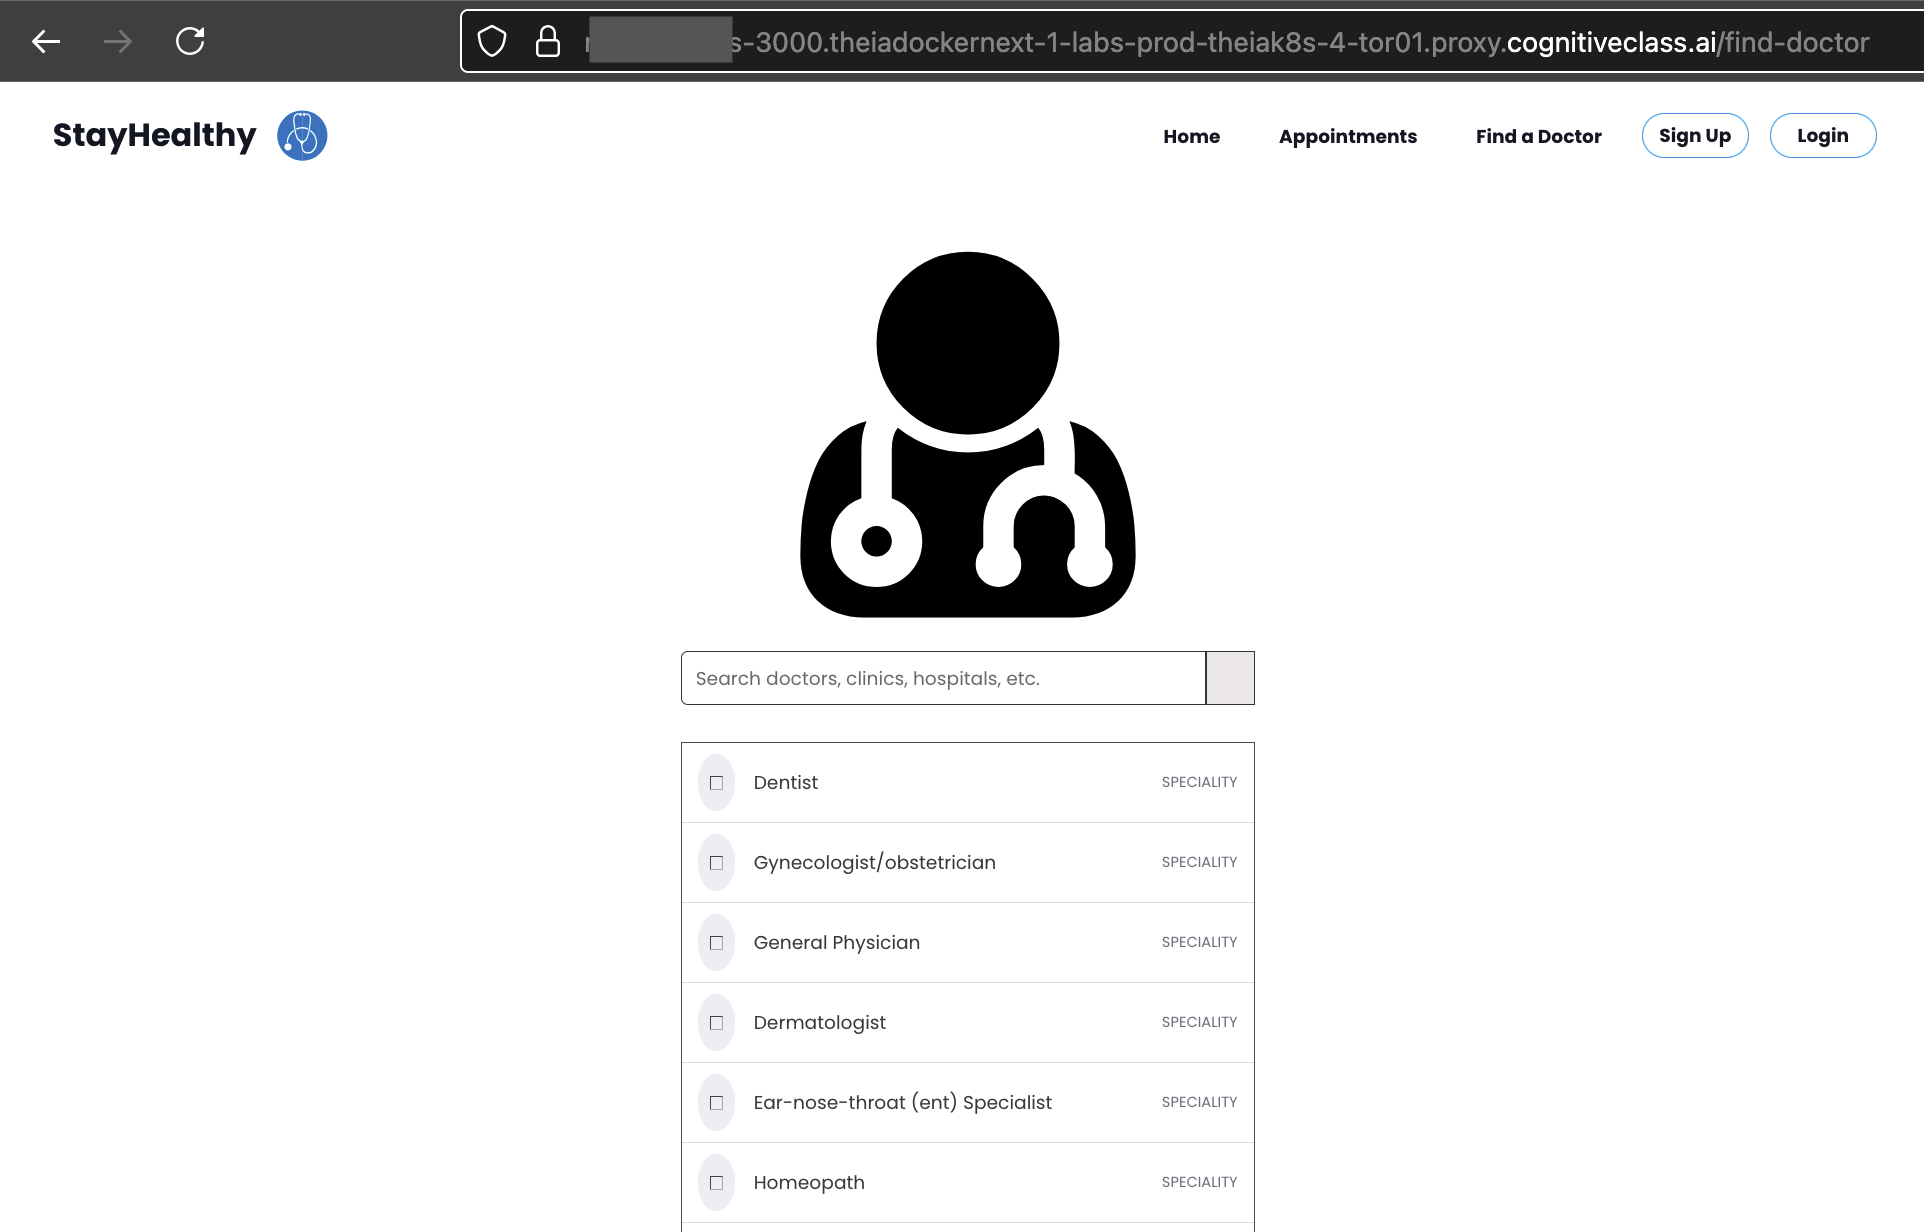 s-3000.theiadockernext-1-labs-prod-theiak8s-4-tor01.proxy.cognitiveclass.ai/find-doctor
StayHealthy Home Appointments Find a Doctor Sign Up Login
Search doctors, clinics, hospitals, etc.
Dentist SPECIALITY
Gynecologist/obstetrician SPECIALITY
General Physician SPECIALITY
Dermatologist SPECIALITY
Ear-nose-throat (ent) Specialist SPECIALITY
Homeopath SPECIALITY